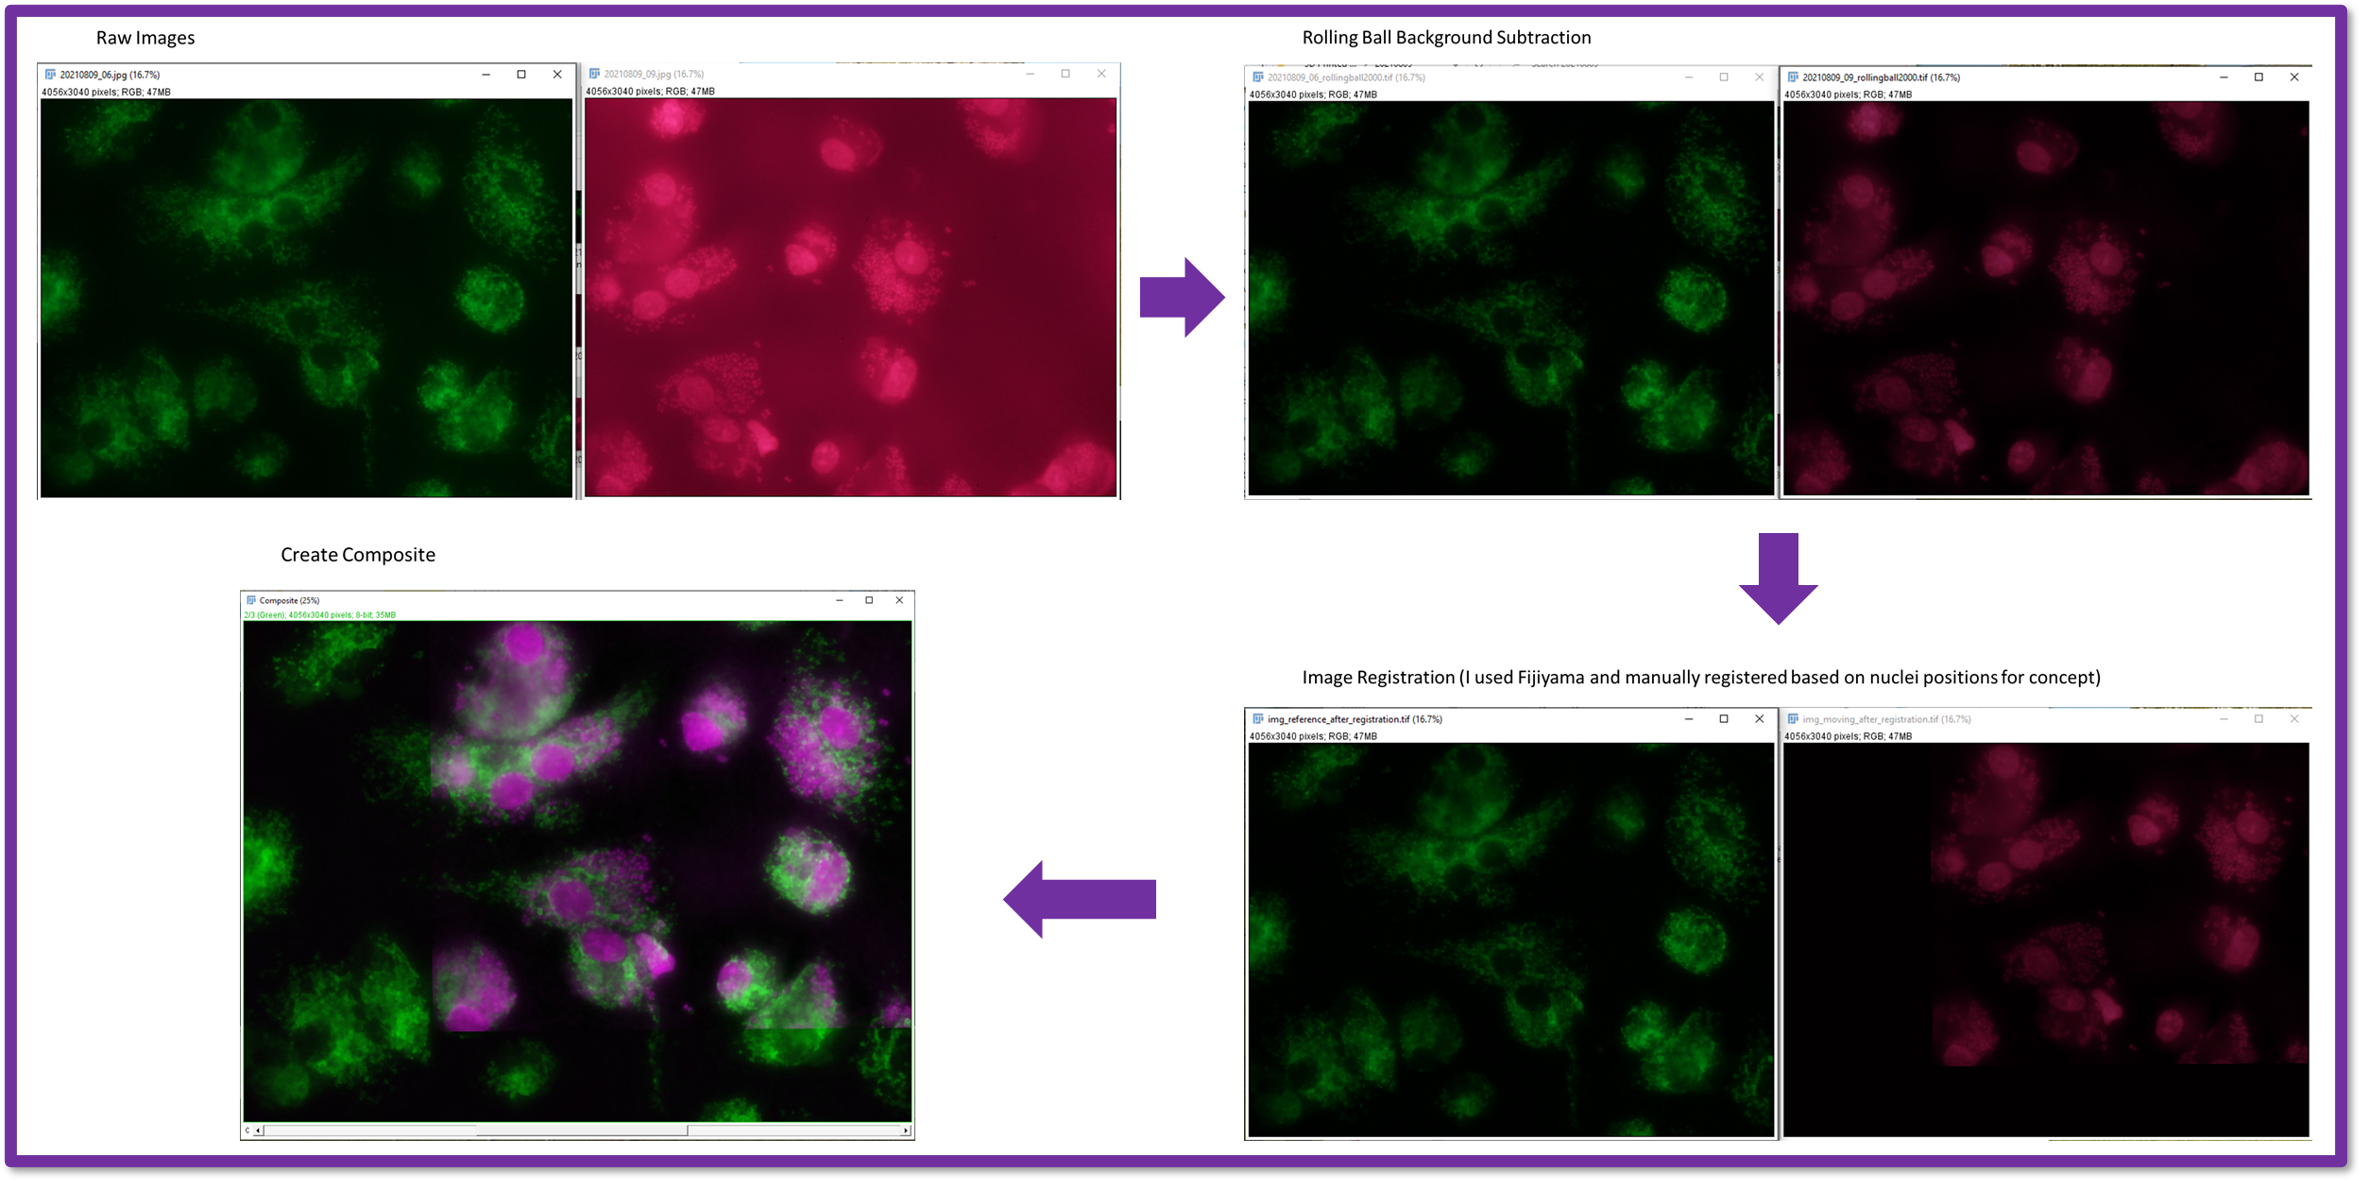 Raw Images
20210809_06.jpg (16.7%)
4056x3040 pixels; RGB; 47MB
20210809_09.jpg (16.7%)
4056x3040 pixels; RGB; 47MB
Rolling Ball Background Subtraction
20210809_06_rollingball2000.tif (16.7%)
4056x3040 pixels; RGB; 47MB
20210809_09_rollingball2000.tif (16.7%)
4056x3040 pixels; RGB; 47MB
Create Composite
Composite (25%)
2/3 (Green); 4056x3040 pixels; 8-bit; 35MB
c
Image Registration (I used Fijiyama and manually registered based on nuclei positions for concept)
img_reference_after_registration.tif (16.7%)
4056x3040 pixels; RGB; 47MB
img_moving_after_registration.tif (16.7%)
4056x3040 pixels; RGB; 47MB